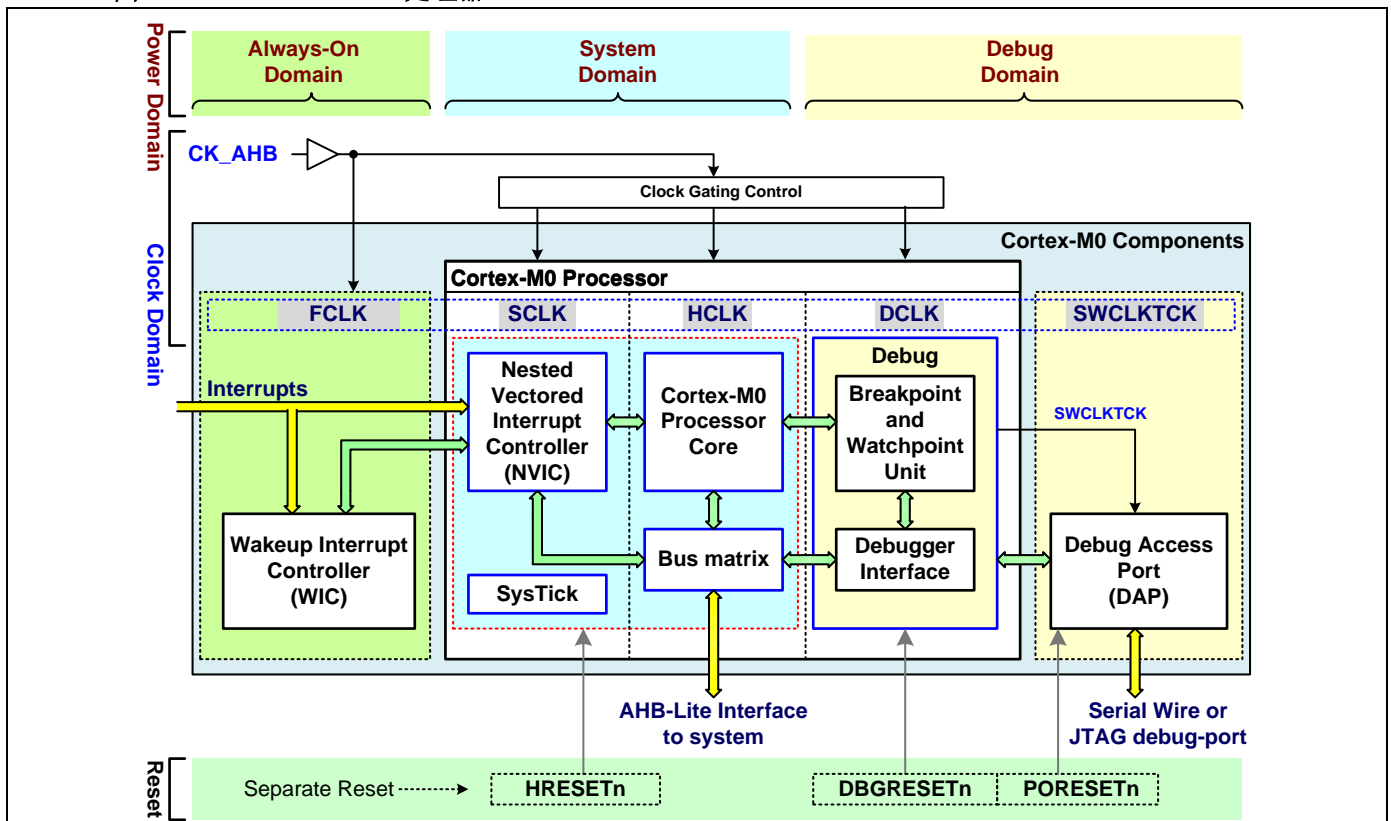 Power Domain
Always-On
Domain
System
Domain
Debug
Domain
Clock Domain
CK_AHB
Clock Gating Control
Cortex-M0 Components
Cortex-M0 Processor
FCLK
SCLK
HCLK
DCLK
SWCLKTCK
Interrupts
Nested
Vectored
Interrupt
Controller
(NVIC)
Cortex-M0
Processor
Core
Debug
Breakpoint
and
Watchpoint
Unit
SWCLKTCK
Wakeup Interrupt
Controller
(WIC)
SysTick
Bus matrix
Debugger
Interface
Debug Access
Port
(DAP)
AHB-Lite Interface
to system
Serial Wire or
JTAG debug-port
Reset
Separate Reset
HRESETn
DBGRESETn
PORESETn